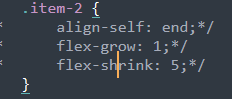 .item-2 {
*    align-self: end;*/
*    flex-grow: 1;*/
*    flex-shrink: 5;*/
}